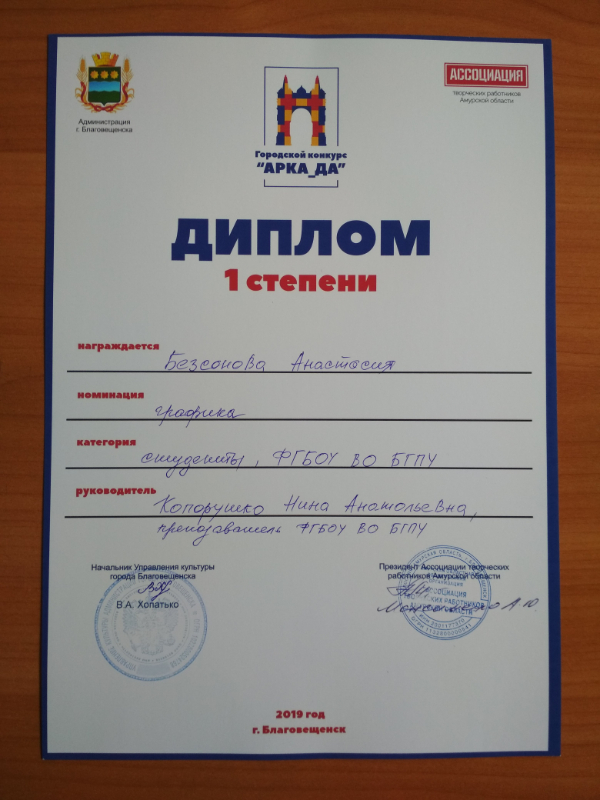 Администрация
г. Благовещенска
Городской конкурс
“АРКА_ДА”
АССОЦИАЦИЯ
творческих работников
Амурской области
ДИПЛОМ
1 степени
награждается
Безсонова Анастасия
номинация
графика
категория
студенты, ФГБОУ ВО БГПУ
руководитель
Копорушко Нина Анатольевна,
преподаватель ФГБОУ ВО БГПУ
Начальник Управления культуры
города Благовещенска
В.А. Хопатько
Президент Ассоциации творческих
работников Амурской области
2019 год
г. Благовещенск